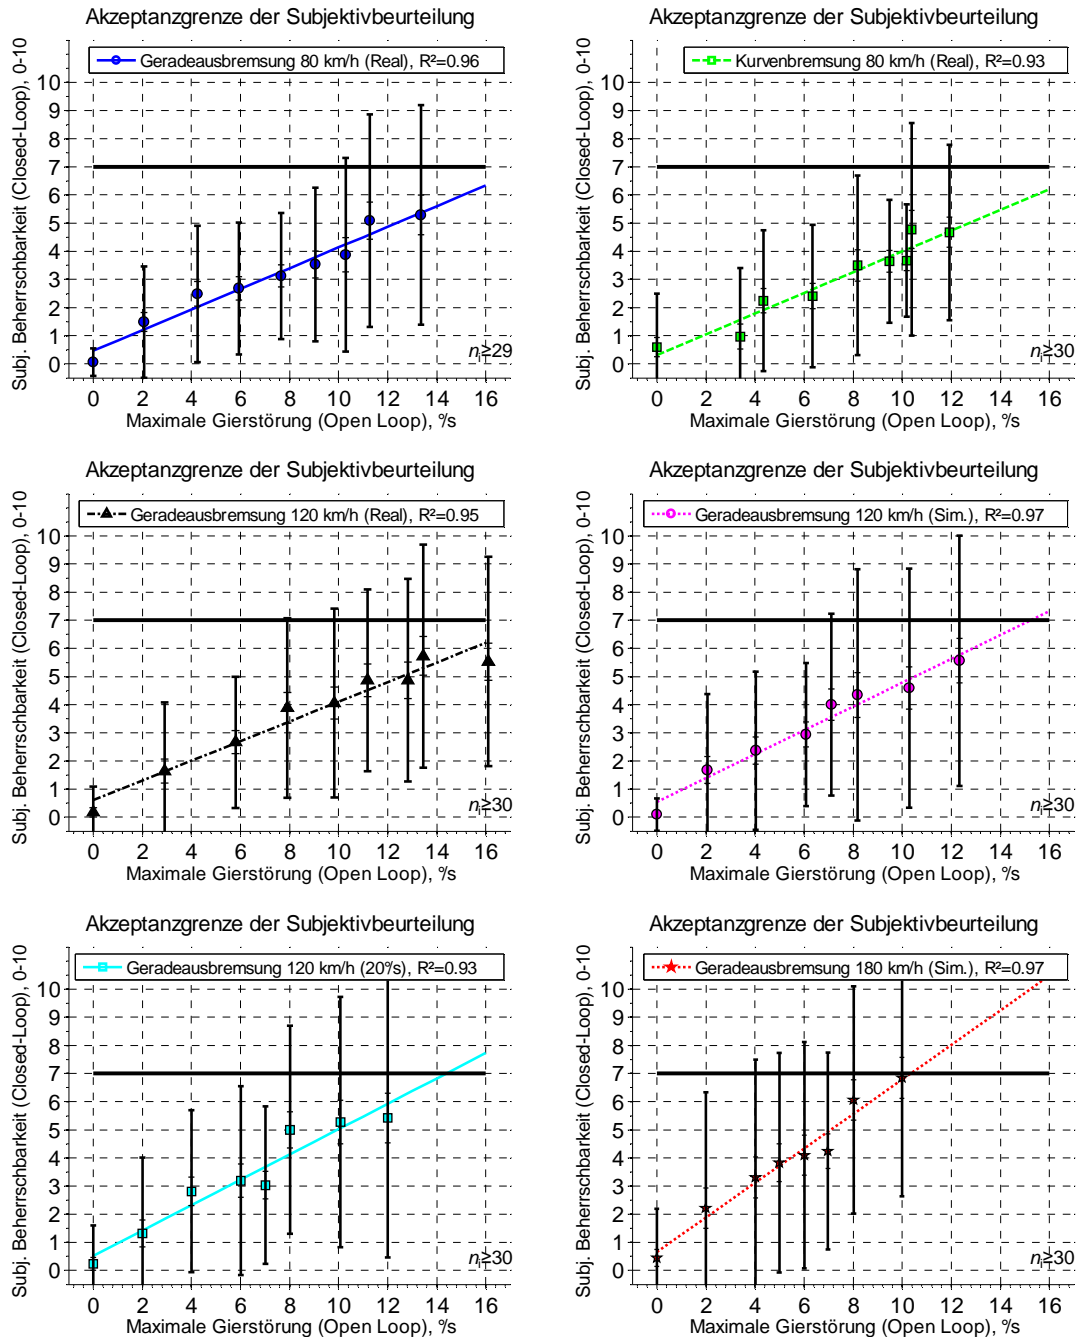 Akzeptanzgrenze der Subjektivbeurteilung
Geradeausbremsung 80 km/h (Real), R²=0.96
Subj. Beherrschbarkeit (Closed-Loop), 0-10
10
9
8
7
6
5
4
3
2
1
0
nᵢ≥29
0 2 4 6 8 10 12 14 16
Maximale Gierstörung (Open Loop), °/s
Akzeptanzgrenze der Subjektivbeurteilung
Kurvenbremsung 80 km/h (Real), R²=0.93
Subj. Beherrschbarkeit (Closed-Loop), 0-10
10
9
8
7
6
5
4
3
2
1
0
nᵢ≥30
0 2 4 6 8 10 12 14 16
Maximale Gierstörung (Open Loop), °/s
Akzeptanzgrenze der Subjektivbeurteilung
Geradeausbremsung 120 km/h (Real), R²=0.95
Subj. Beherrschbarkeit (Closed-Loop), 0-10
10
9
8
7
6
5
4
3
2
1
0
nᵢ≥30
0 2 4 6 8 10 12 14 16
Maximale Gierstörung (Open Loop), °/s
Akzeptanzgrenze der Subjektivbeurteilung
Geradeausbremsung 120 km/h (Sim.), R²=0.97
Subj. Beherrschbarkeit (Closed-Loop), 0-10
10
9
8
7
6
5
4
3
2
1
0
nᵢ≥30
0 2 4 6 8 10 12 14 16
Maximale Gierstörung (Open Loop), °/s
Akzeptanzgrenze der Subjektivbeurteilung
Geradeausbremsung 120 km/h (20°/s), R²=0.93
Subj. Beherrschbarkeit (Closed-Loop), 0-10
10
9
8
7
6
5
4
3
2
1
0
nᵢ≥30
0 2 4 6 8 10 12 14 16
Maximale Gierstörung (Open Loop), °/s
Akzeptanzgrenze der Subjektivbeurteilung
Geradeausbremsung 180 km/h (Sim.), R²=0.97
Subj. Beherrschbarkeit (Closed-Loop), 0-10
10
9
8
7
6
5
4
3
2
1
0
nᵢ≥30
0 2 4 6 8 10 12 14 16
Maximale Gierstörung (Open Loop), °/s